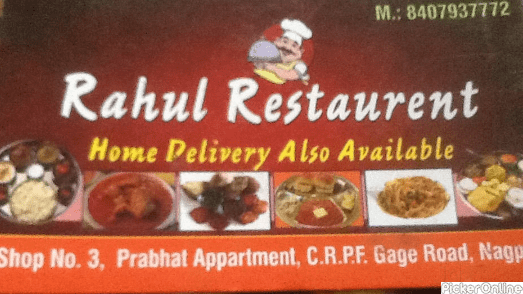 M.: 8407937772
Rahul Restaurent
Home Delivery Also Available
Shop No. 3, Prabhat Appartment, C.R.P.F. Gage Road, Nagp
PickerOnline